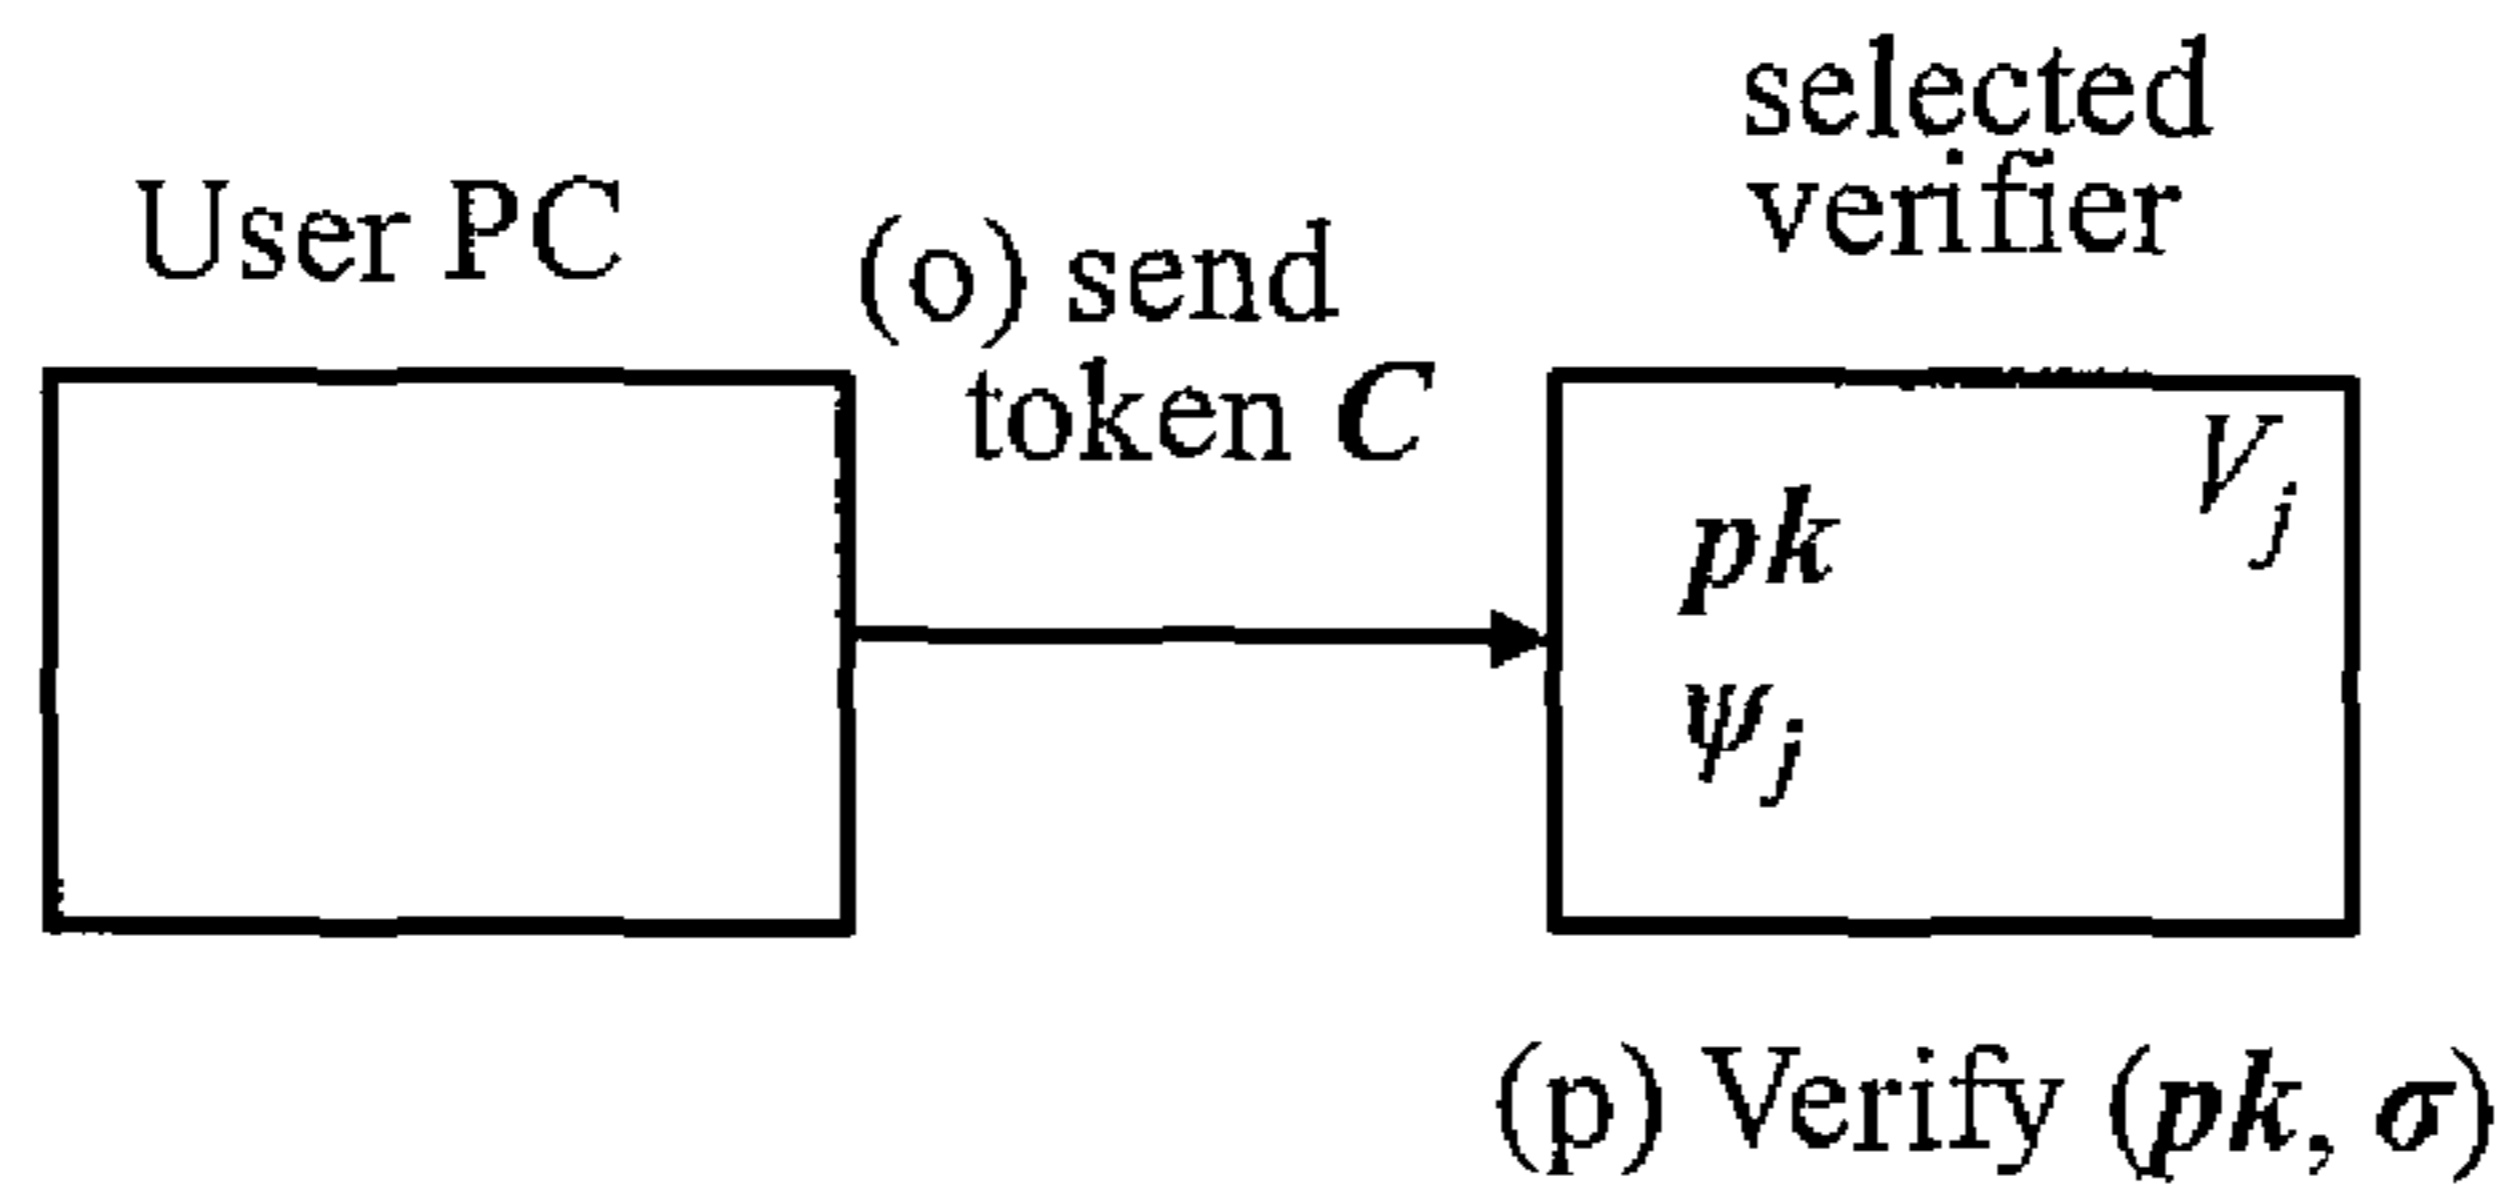 User PC
(o) send
token C
selected
verifier
V_j
pk
ψ_j
(p) Verify (pk, σ)